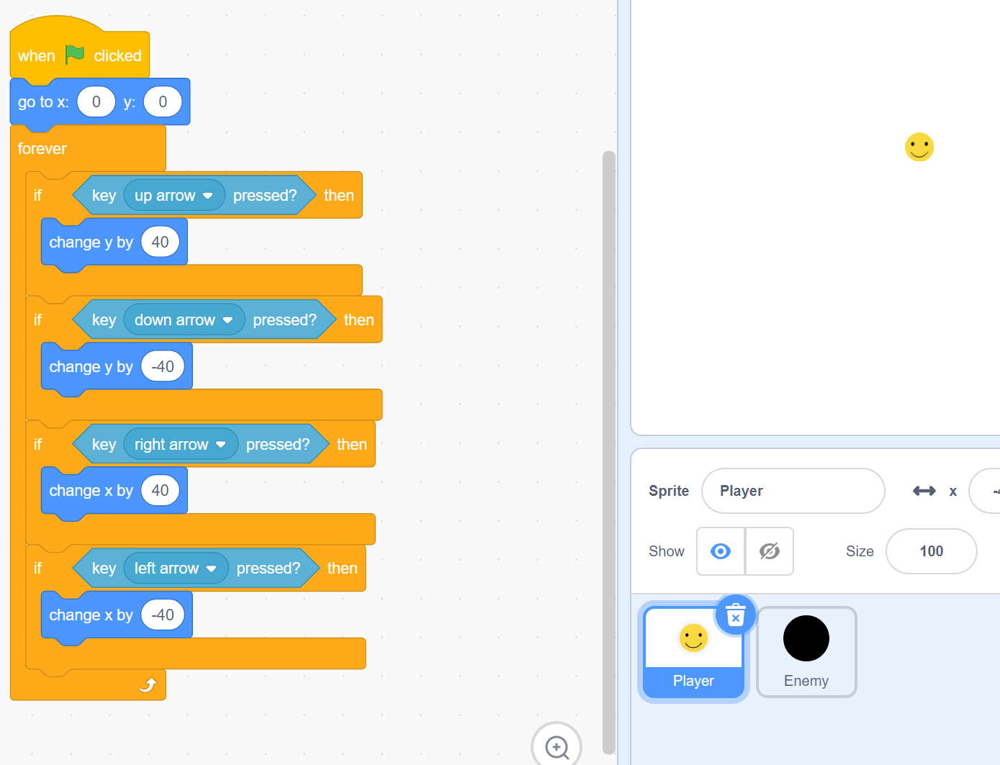 when clicked
go to x: 0 y: 0
forever
if key up arrow pressed? then
change y by 40
if key down arrow pressed? then
change y by -40
if key right arrow pressed? then
change x by 40
if key left arrow pressed? then
change x by -40
Sprite Player x
Show Size 100
Player Enemy